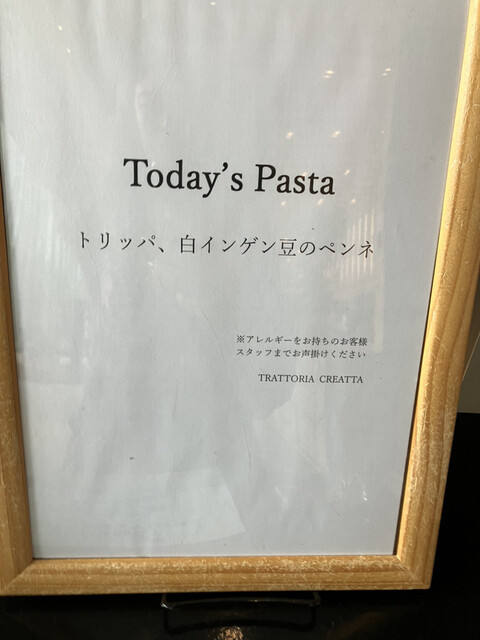 Today's Pasta
トリッパ、白インゲン豆のペンネ
※アレルギーをお持ちのお客様
スタッフまでお声掛けください
TRATTORIA CREATTA